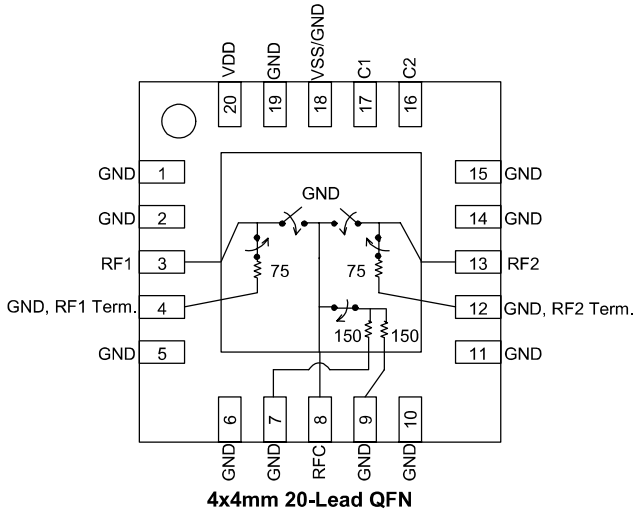 VDD
GND
VSS/GND
C1
C2
20
19
18
17
16
GND 1
15 GND
GND
GND 2
14 GND
RF1 3
13 RF2
75
75
GND, RF1 Term. 4
12 GND, RF2 Term.
150
150
GND 5
11 GND
6
7
8
9
10
GND
GND
RFC
GND
GND
4x4mm 20-Lead QFN